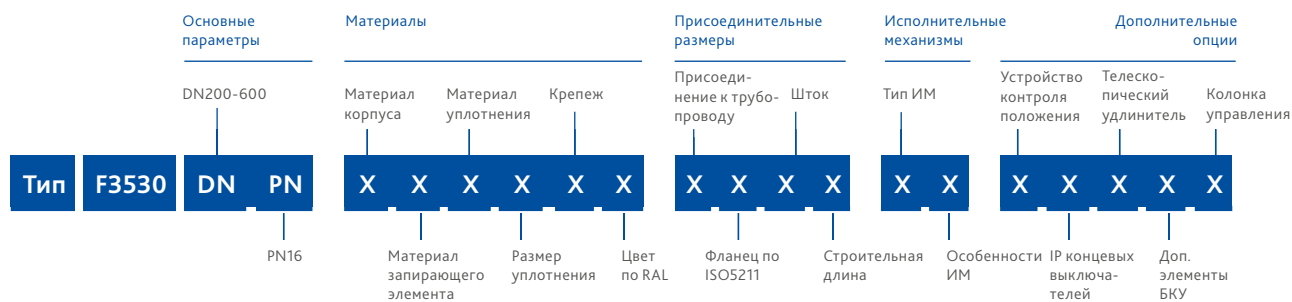 Основные
параметры
Материалы
Присоединительные
размеры
Исполнительные
механизмы
Дополнительные
опции
DN200-600
Материал
корпуса
Материал
уплотнения
Крепеж
Присоеди-
нение к трубо-
проводу
Шток
Тип ИМ
Устройство
контроля
положения
Телеско-
пический
удлинитель
Колонка
управления
Тип F3530 DN PN X X X X X X X X X X X X X X X X X
PN16
Материал
запирающего
элемента
Размер
уплотнения
Цвет
по RAL
Фланец по
ISO5211
Строительная
длина
Особенности
ИМ
IP концевых
выключа-
телей
Доп.
элементы
БКУ